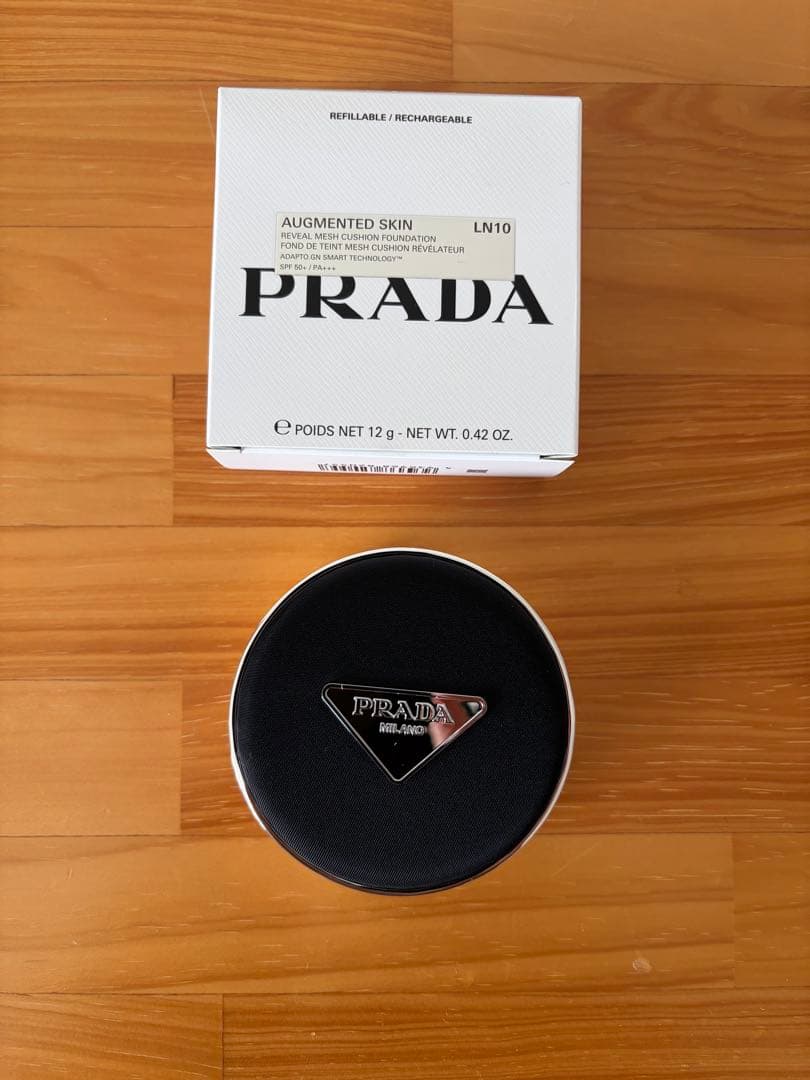 REFILLABLE / RECHARGEABLE
AUGMENTED SKIN LN10
REVEAL MESH CUSHION FOUNDATION
FOND DE TEINT MESH CUSHION RÉVÉLATEUR
ADAPTO.GN SMART TECHNOLOGY™
SPF 50+ / PA+++
PRADA
℮ POIDS NET 12 g - NET WT. 0.42 OZ.
PRADA
MILANO